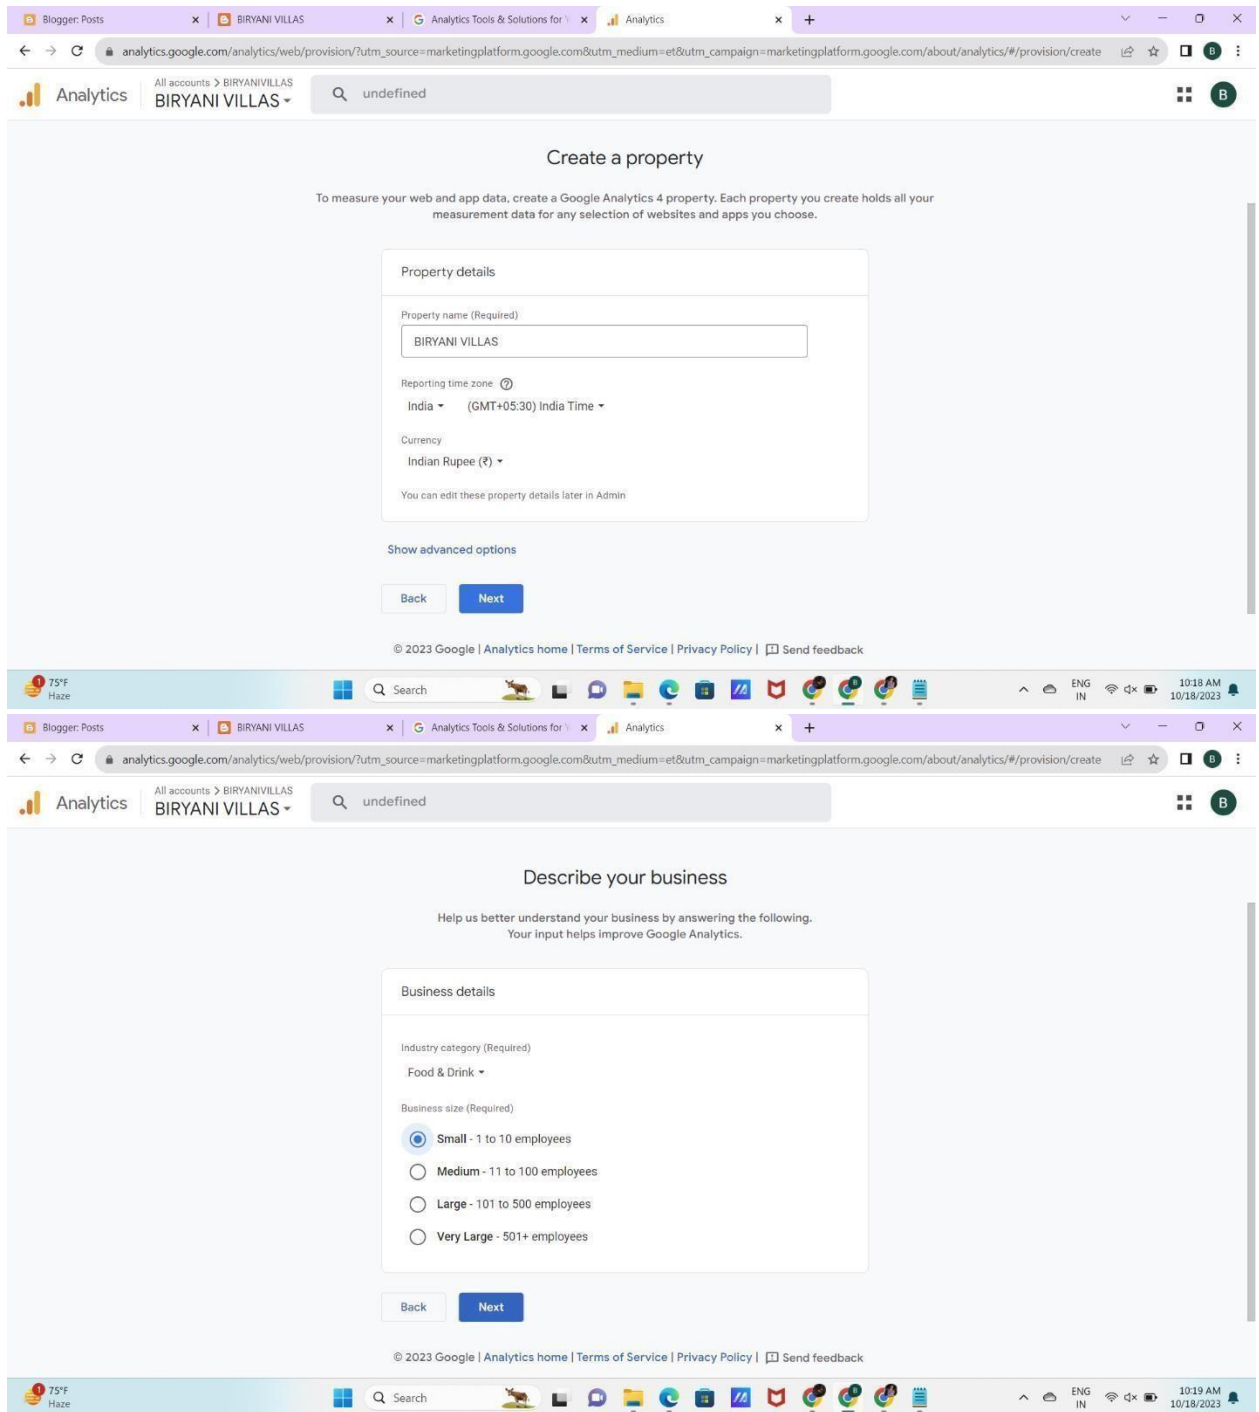 Blogger: Posts
BIRYANI VILLAS
Analytics Tools & Solutions for
Analytics
analytics.google.com/analytics/web/provision/?utm_source=marketingplatform.google.com&utm_medium=et&utm_campaign=marketingplatform.google.com/about/analytics/#/provision/create
B
Analytics
All accounts > BIRYANIVILLAS
BIRYANI VILLAS
undefined
B
Create a property
To measure your web and app data, create a Google Analytics 4 property. Each property you create holds all your
measurement data for any selection of websites and apps you choose.
Property details
Property name (Required)
BIRYANI VILLAS
Reporting time zone
India (GMT+05:30) India Time
Currency
Indian Rupee (₹)
You can edit these property details later in Admin
Show advanced options
Back Next
© 2023 Google | Analytics home | Terms of Service | Privacy Policy | Send feedback
1
75°F
Haze
Search
ENG
IN
10:18 AM
10/18/2023
Blogger: Posts
BIRYANI VILLAS
Analytics Tools & Solutions for
Analytics
analytics.google.com/analytics/web/provision/?utm_source=marketingplatform.google.com&utm_medium=et&utm_campaign=marketingplatform.google.com/about/analytics/#/provision/create
B
Analytics
All accounts > BIRYANIVILLAS
BIRYANI VILLAS
undefined
B
Describe your business
Help us better understand your business by answering the following.
Your input helps improve Google Analytics.
Business details
Industry category (Required)
Food & Drink
Business size (Required)
Small - 1 to 10 employees
Medium - 11 to 100 employees
Large - 101 to 500 employees
Very Large - 501+ employees
Back Next
© 2023 Google | Analytics home | Terms of Service | Privacy Policy | Send feedback
1
75°F
Haze
Search
ENG
IN
10:19 AM
10/18/2023